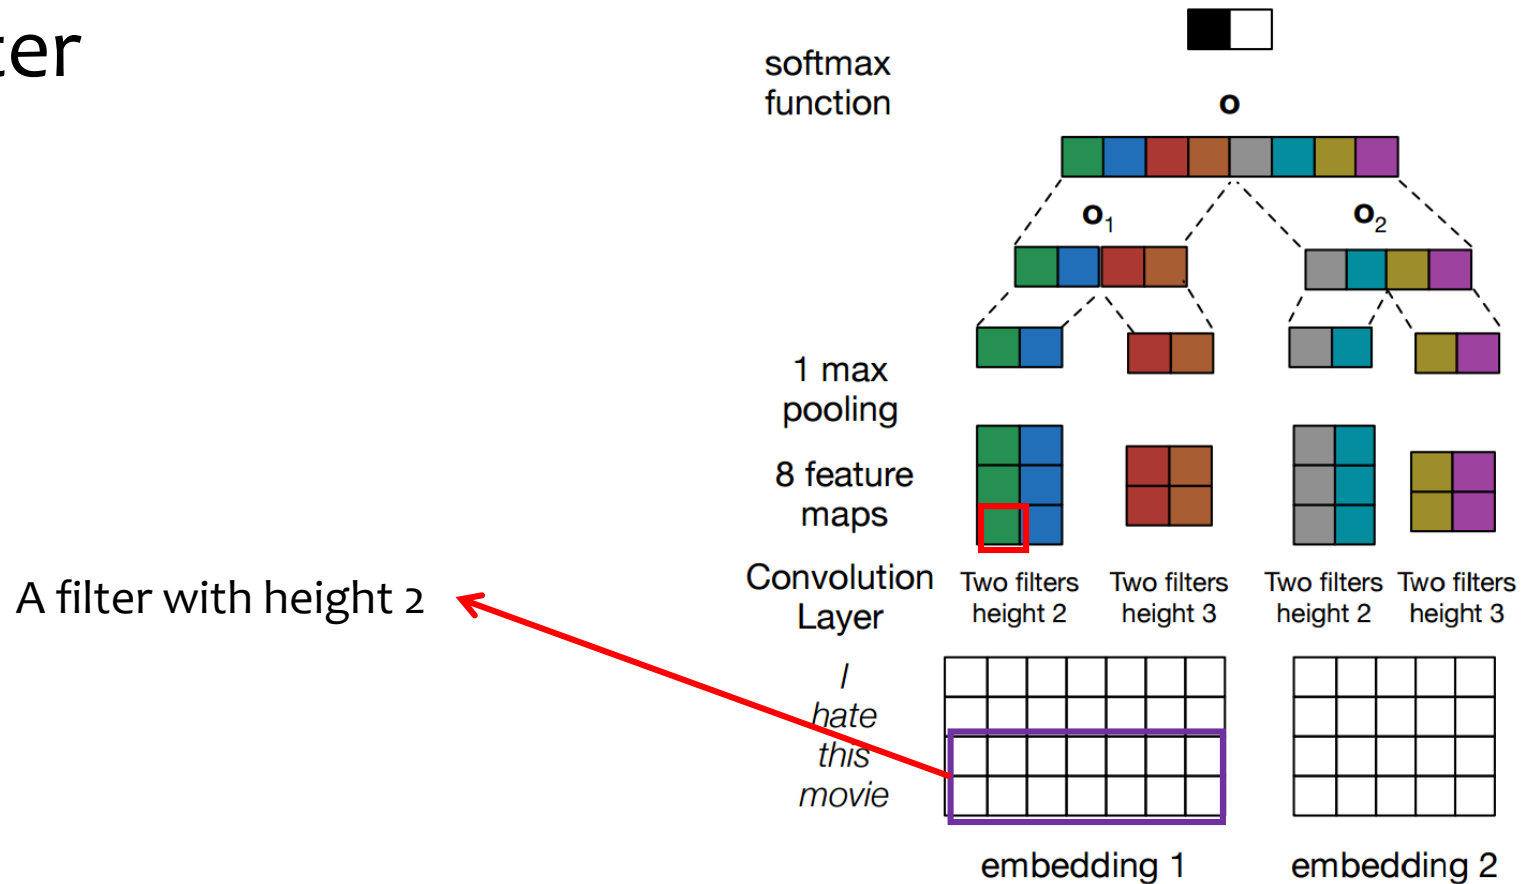 softmax
function
o
o1
o2
1 max
pooling
8 feature
maps
Convolution
Layer
Two filters
height 2
Two filters
height 3
Two filters
height 2
Two filters
height 3
A filter with height 2
I
hate
this
movie
embedding 1
embedding 2